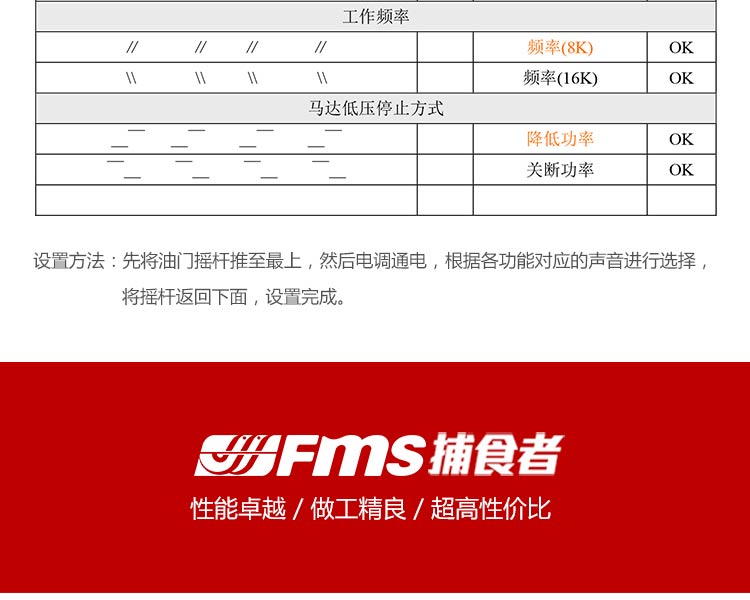 工作频率
// // // // 频率(8K) OK
\\ \\ \\ \\ 频率(16K) OK
马达低压停止方式
降低功率 OK
关断功率 OK
设置方法：先将油门摇杆推至最上，然后电调通电，根据各功能对应的声音进行选择，
将摇杆返回下面，设置完成。
FMS 捕食者
性能卓越 / 做工精良 / 超高性价比